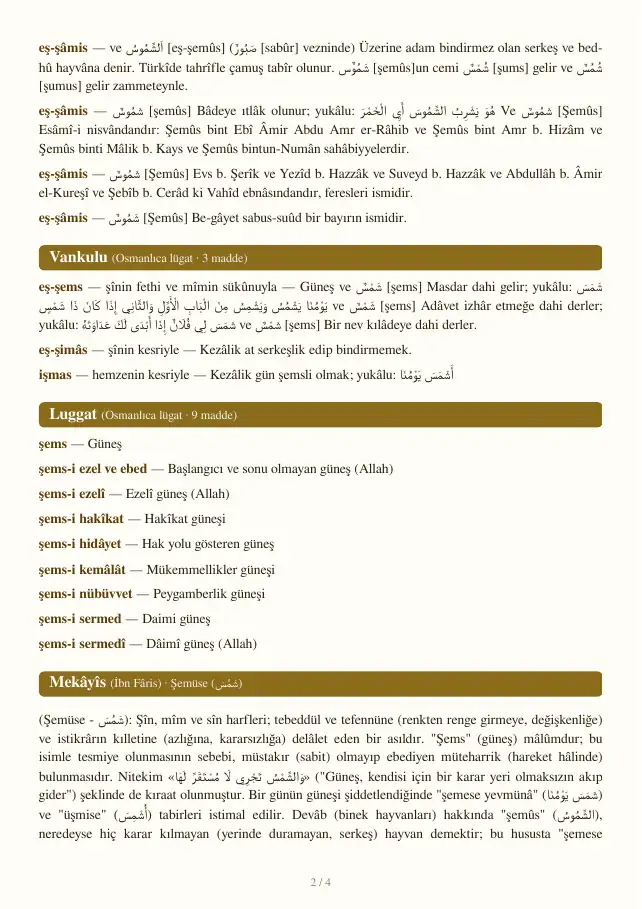 eş-şâmis — ve اَلشَّمُوسُ [eş-şemûs] (صَبُورٌ [sabûr] vezninde) Üzerine adam bindirmez olan serkeş ve bed-
hû hayvâna denir. Türkîde tahrîfle çamuş tabîr olunur. شَمُوسٌ [şemûs]un cemi شُمْسٌ [şums] gelir ve شُمُسٌ
[şumus] gelir zammeteynle.
eş-şâmis — شَمُوسٌ [şemûs] Bâdeye ıtlâk olunur; yukâlu: هُوَ يَشْرِبُ الشَّمُوسَ أَيِ الْخَمْرَ Ve شَمُوسٌ [Şemûs]
Esâmî-i nisvândandır: Şemûs bint Ebî Âmir Abdu Amr er-Râhib ve Şemûs bint Amr b. Hizâm ve
Şemûs binti Mâlik b. Kays ve Şemûs bintun-Numân sahâbiyyelerdir.
eş-şâmis — شَمُوسٌ [Şemûs] Evs b. Şerîk ve Yezîd b. Hazzâk ve Suveyd b. Hazzâk ve Abdullâh b. Âmir
el-Kureşî ve Şebîb b. Cerâd ki Vahîd ebnâsındandır, feresleri ismidir.
eş-şâmis — شَمُوسٌ [Şemûs] Be-gâyet sabus-suûd bir bayırın ismidir.
Vankulu (Osmanlıca lügat · 3 madde)
eş-şems — şînin fethi ve mîmin sükûnuyla — Güneş ve شَمْسٌ [şems] Masdar dahi gelir; yukâlu: شَمَسَ
يَوْمُنَا يَشْمُسُ وَيَشْمِسُ مِنَ الْبَابِ الْأَوَّلِ وَالثَّانِي إِذَا كَانَ ذَا شَمْسٍ ve شَمْسٌ [şems] Adâvet izhâr etmeğe dahi derler;
yukâlu: شَمَسَ لِي فُلَانٌ إِذَا أَبْدَى لَكَ عَدَاوَتَهُ ve شَمْسٌ [şems] Bir nev kılâdeye dahi derler.
eş-şimâs — şînin kesriyle — Kezâlik at serkeşlik edip bindirmemek.
işmas — hemzenin kesriyle — Kezâlik gün şemsli olmak; yukâlu: أَشْمَسَ يَوْمُنَا
Luggat (Osmanlıca lügat · 9 madde)
şems — Güneş
şems-i ezel ve ebed — Başlangıcı ve sonu olmayan güneş (Allah)
şems-i ezelî — Ezelî güneş (Allah)
şems-i hakîkat — Hakîkat güneşi
şems-i hidâyet — Hak yolu gösteren güneş
şems-i kemâlât — Mükemmellikler güneşi
şems-i nübüvvet — Peygamberlik güneşi
şems-i sermed — Daimi güneş
şems-i sermedî — Dâimî güneş (Allah)
Mekâyîs (İbn Fâris) · Şemüse (شَمُسَ)
(Şemüse - شَمُسَ): Şîn, mîm ve sîn harfleri; tebeddül ve tefennüne (renkten renge girmeye, değişkenliğe)
ve istikrârın kılletine (azlığına, kararsızlığa) delâlet eden bir asıldır. "Şems" (güneş) mâlûmdur; bu
isimle tesmiye olunmasının sebebi, müstakır (sabit) olmayıp ebediyen müteharrik (hareket hâlinde)
bulunmasıdır. Nitekim «وَالشَّمْسُ تَجْرِي لَا مُسْتَقَرَّ لَهَا» ("Güneş, kendisi için bir karar yeri olmaksızın akıp
gider") şeklinde de kıraat olunmuştur. Bir günün güneşi şiddetlendiğinde "şemese yevmünâ" (شَمَسَ يَوْمُنَا)
ve "üşmise" (أُشْمِسَ) tabirleri istimal edilir. Devâb (binek hayvanları) hakkında "şemûs" (الشَّمُوسُ),
neredeyse hiç karar kılmayan (yerinde duramayan, serkeş) hayvan demektir; bu hususta "şemese
2 / 4